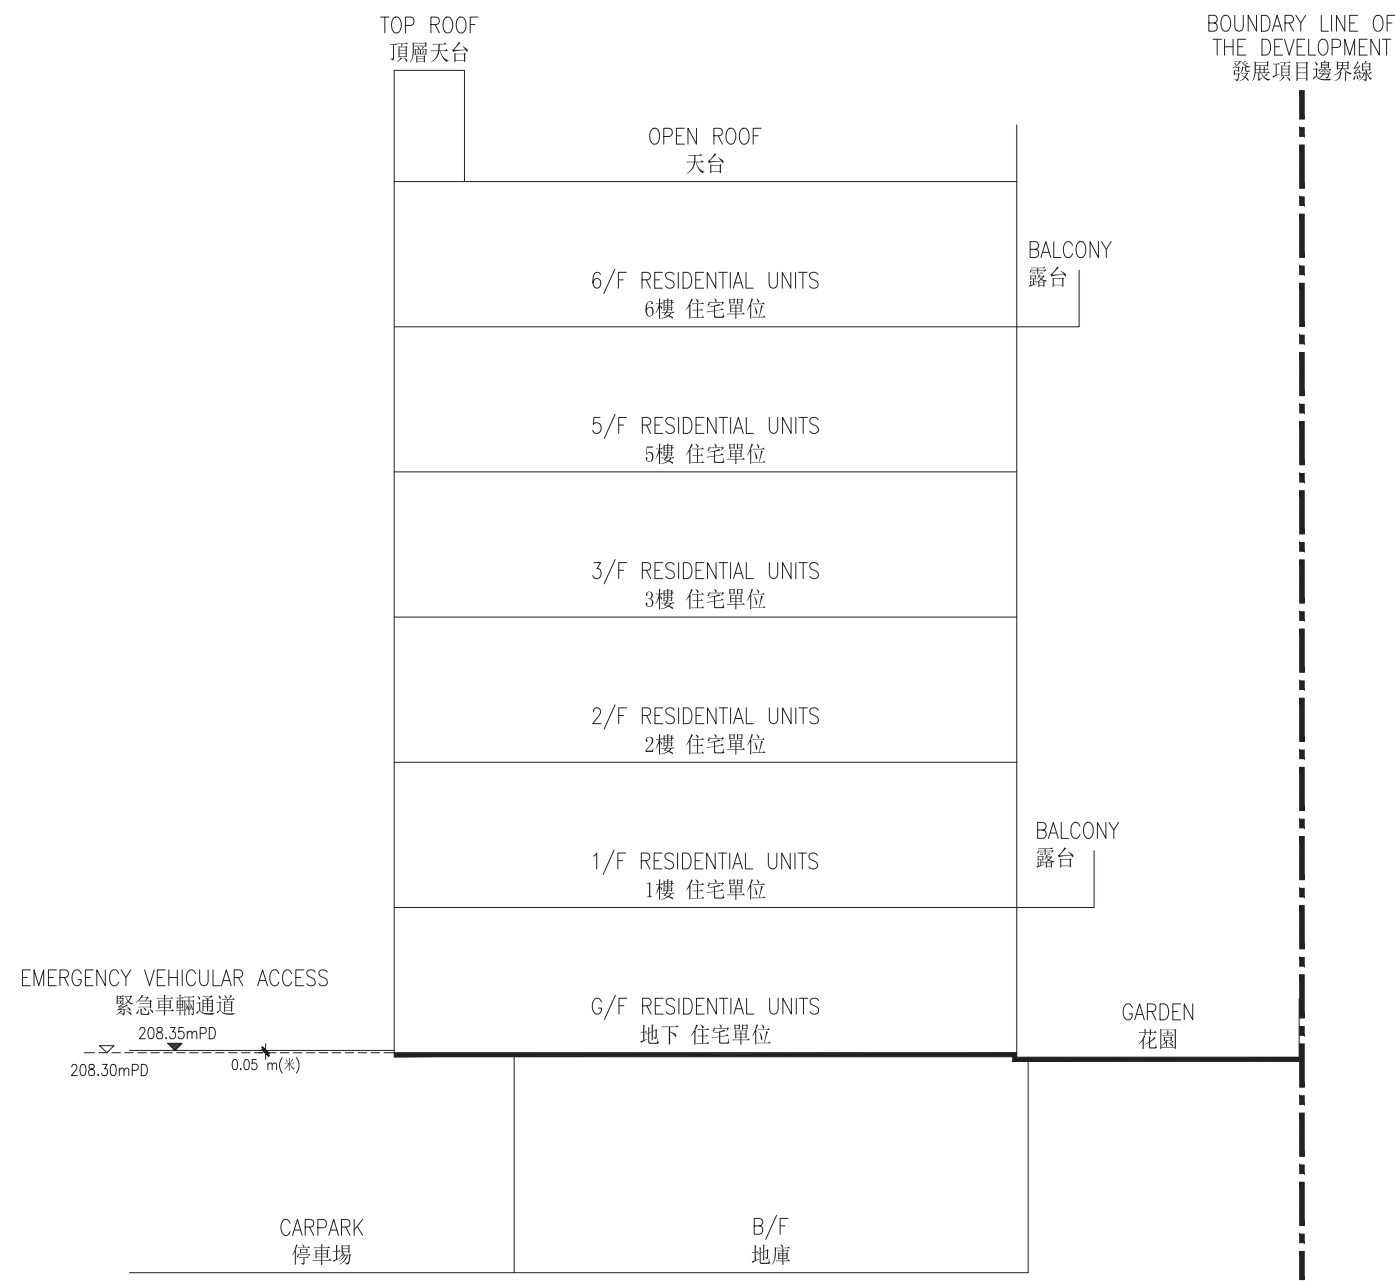 TOP ROOF
頂層天台
BOUNDARY LINE OF
THE DEVELOPMENT
發展項目邊界線
OPEN ROOF
天台
BALCONY
露台
6/F RESIDENTIAL UNITS
6樓 住宅單位
5/F RESIDENTIAL UNITS
5樓 住宅單位
3/F RESIDENTIAL UNITS
3樓 住宅單位
2/F RESIDENTIAL UNITS
2樓 住宅單位
BALCONY
露台
1/F RESIDENTIAL UNITS
1樓 住宅單位
EMERGENCY VEHICULAR ACCESS
緊急車輛通道
208.35mPD
208.30mPD
0.05 m(米)
G/F RESIDENTIAL UNITS
地下 住宅單位
GARDEN
花園
CARPARK
停車場
B/F
地庫